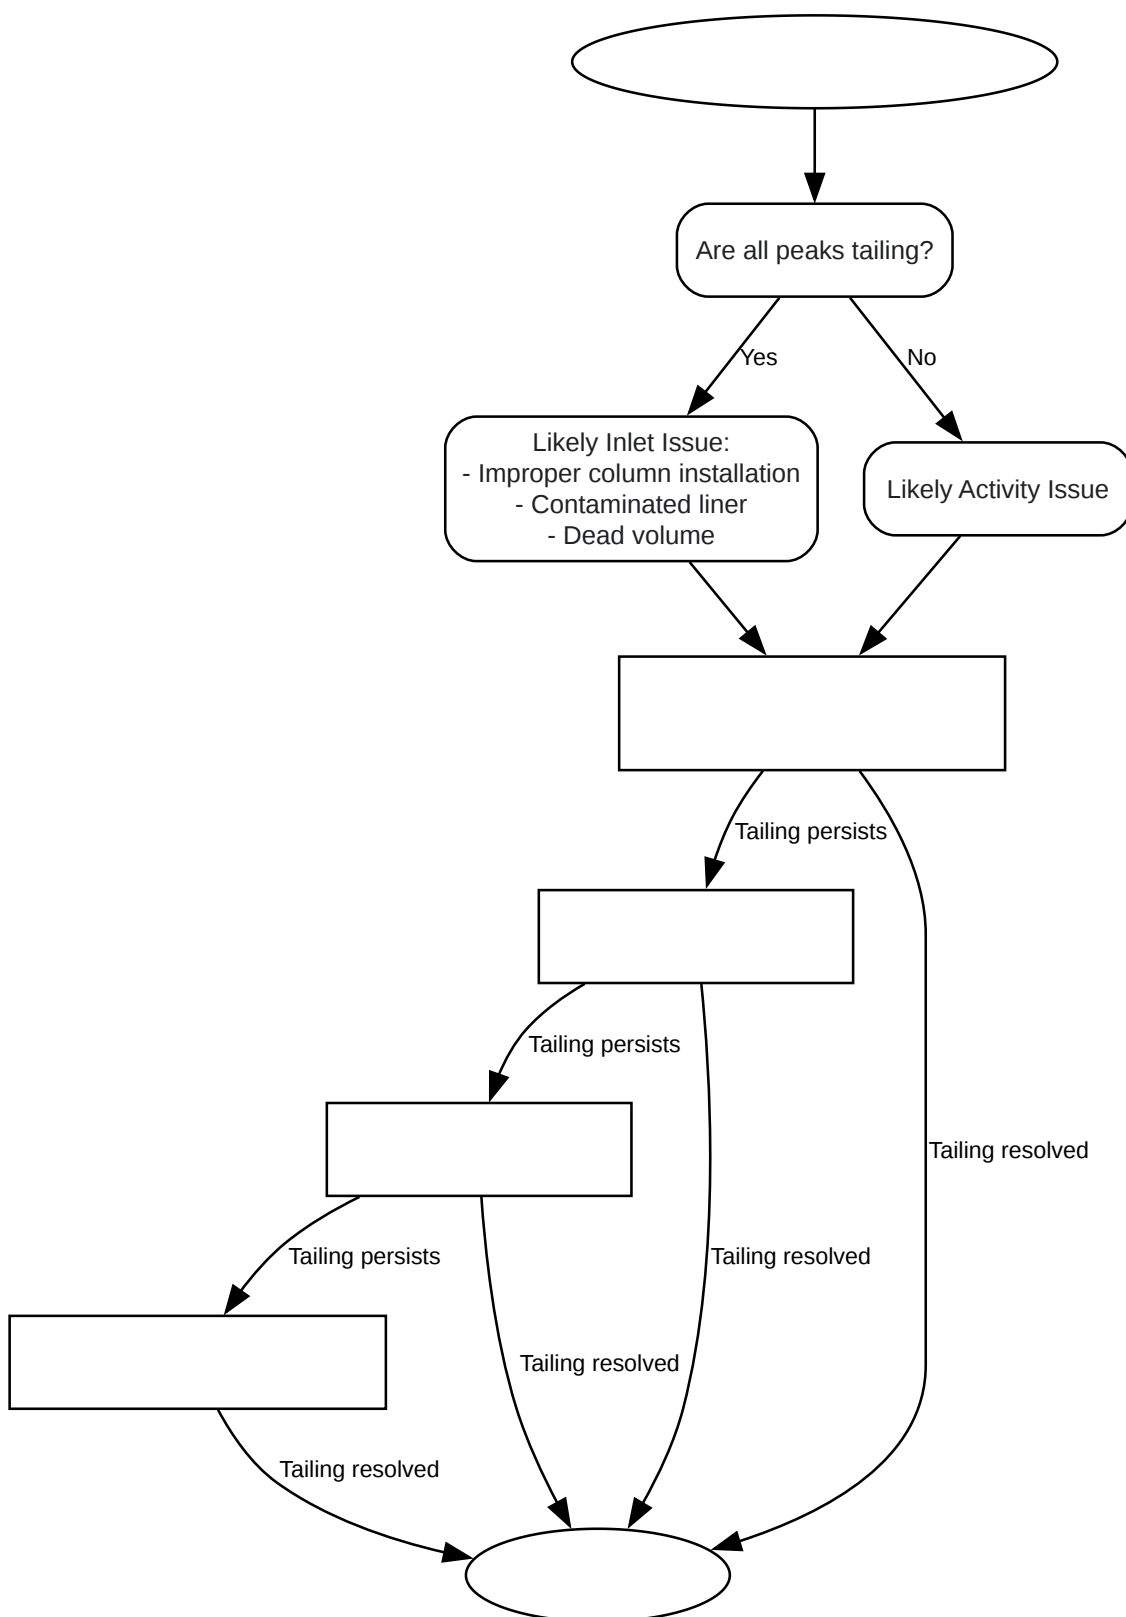 Are all peaks tailing?
Yes
No
Likely Inlet Issue:
- Improper column installation
- Contaminated liner
- Dead volume
Likely Activity Issue
Tailing persists
Tailing persists
Tailing resolved
Tailing persists
Tailing resolved
Tailing resolved
Tailing resolved